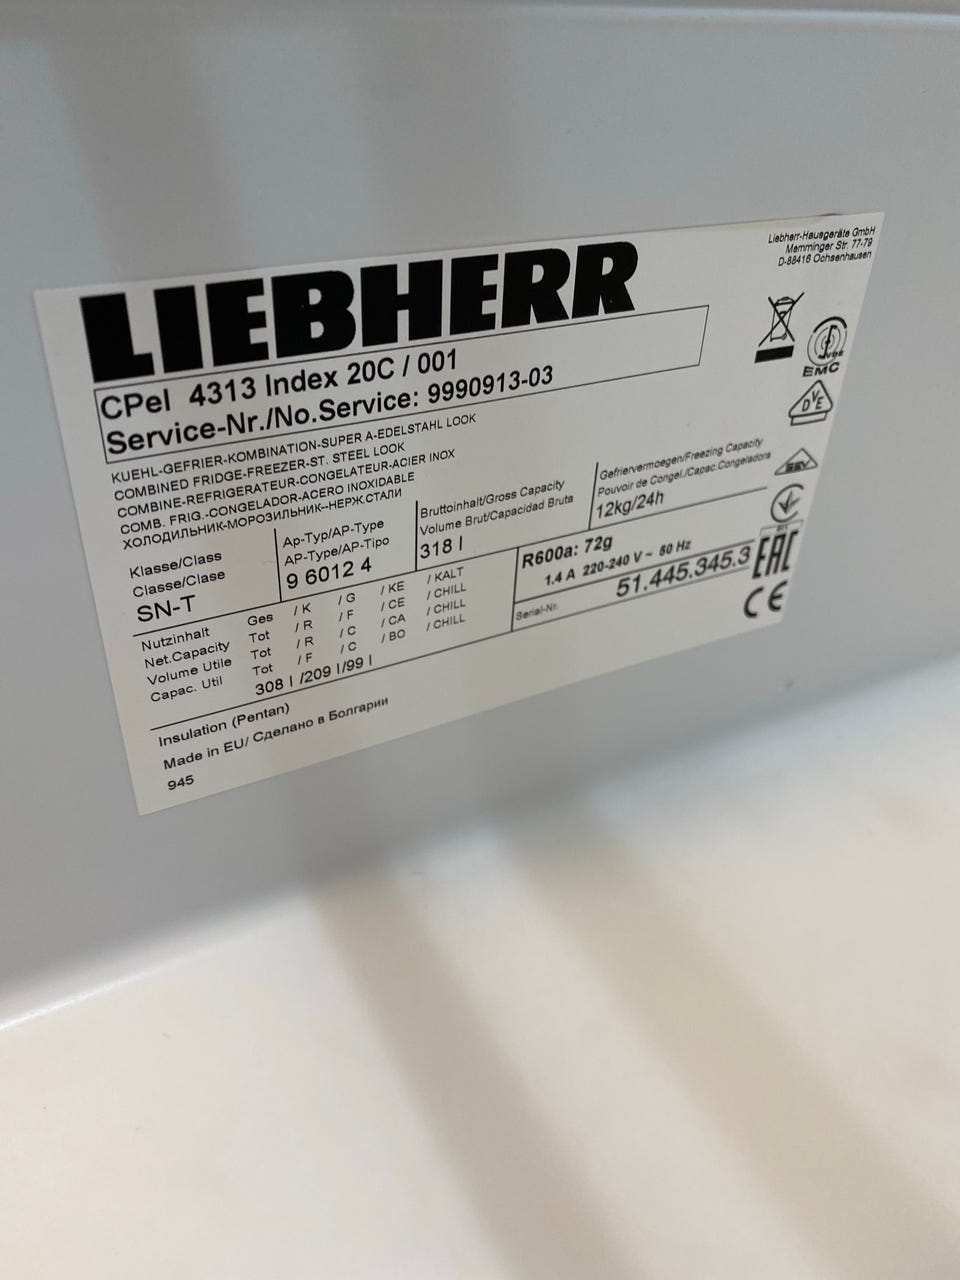 LIEBHERR
Liebherr-Hausgeräte GmbH
Memminger Str. 77-79
D-88416 Ochsenhausen
CPel 4313 Index 20C / 001
Service-Nr./No.Service: 9990913-03
KUEHL-GEFRIER-KOMBINATION-SUPER A-EDELSTAHL LOOK
COMBINED FRIDGE-FREEZER-ST. STEEL LOOK
COMBINE-REFRIGERATEUR-CONGELATEUR-ACIER INOX
COMB. FRIG.-CONGELADOR-ACERO INOXIDABLE
ХОЛОДИЛЬНИК-МОРОЗИЛЬНИК--НЕРЖ.СТАЛИ
VDE
EMC
DVE
Klasse/Class
Classe/Clase
SN-T
Ap-Typ/AP-Type
AP-Type/AP-Tipo
9 6012 4
Bruttoinhalt/Gross Capacity
Volume Brut/Capacidad Bruta
318 l
Gefriervermoegen/Freezing Capacity
Pouvoir de Congel./Capac.Congeladora
12kg/24h
Nutzinhalt Ges / K / G / KE / KALT
Net.Capacity Tot / R / F / CE / CHILL
Volume Utile Tot / R / C / CA / CHILL
Capac. Util Tot / F / C / BO / CHILL
308 l /209 l/99 l
R600a: 72g
1.4 A 220-240 V ~ 50 Hz
Serial-Nr. 51.445.345.3
EAC
CE
Insulation (Pentan)
Made in EU/ Сделано в Болгарии
945